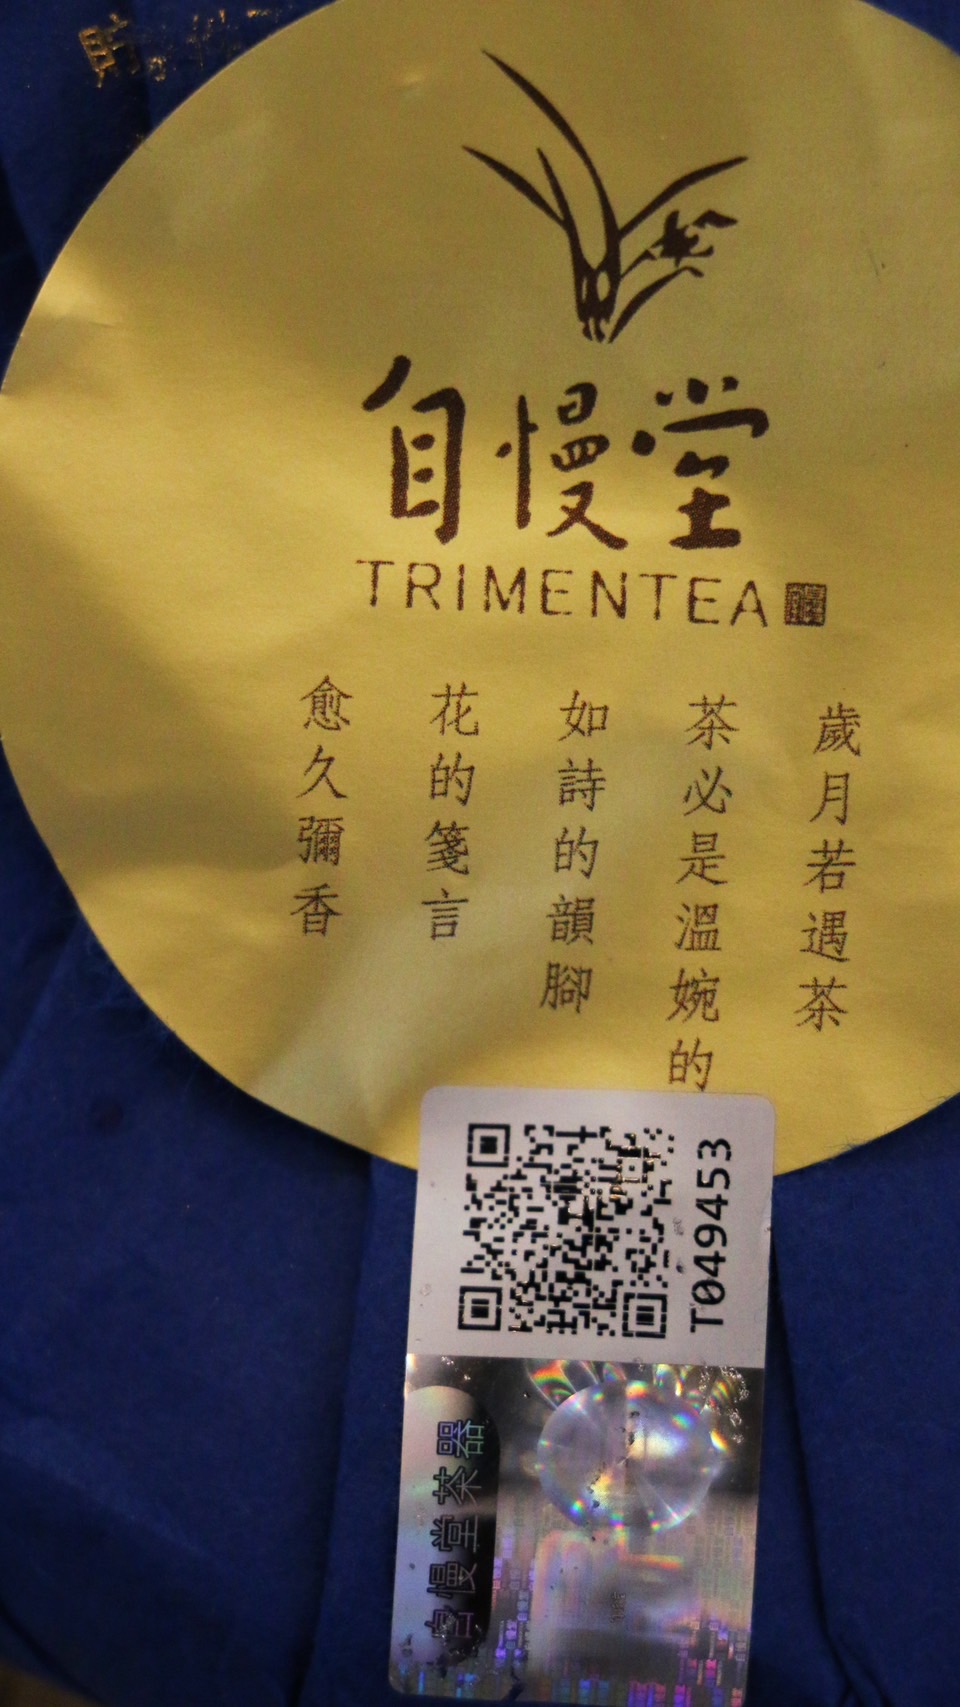 自慢堂
TRIMENTEA
歲月若遇茶
茶必是溫婉的
如詩的韻腳
花的箋言
愈久彌香
T049453
自慢堂茶器